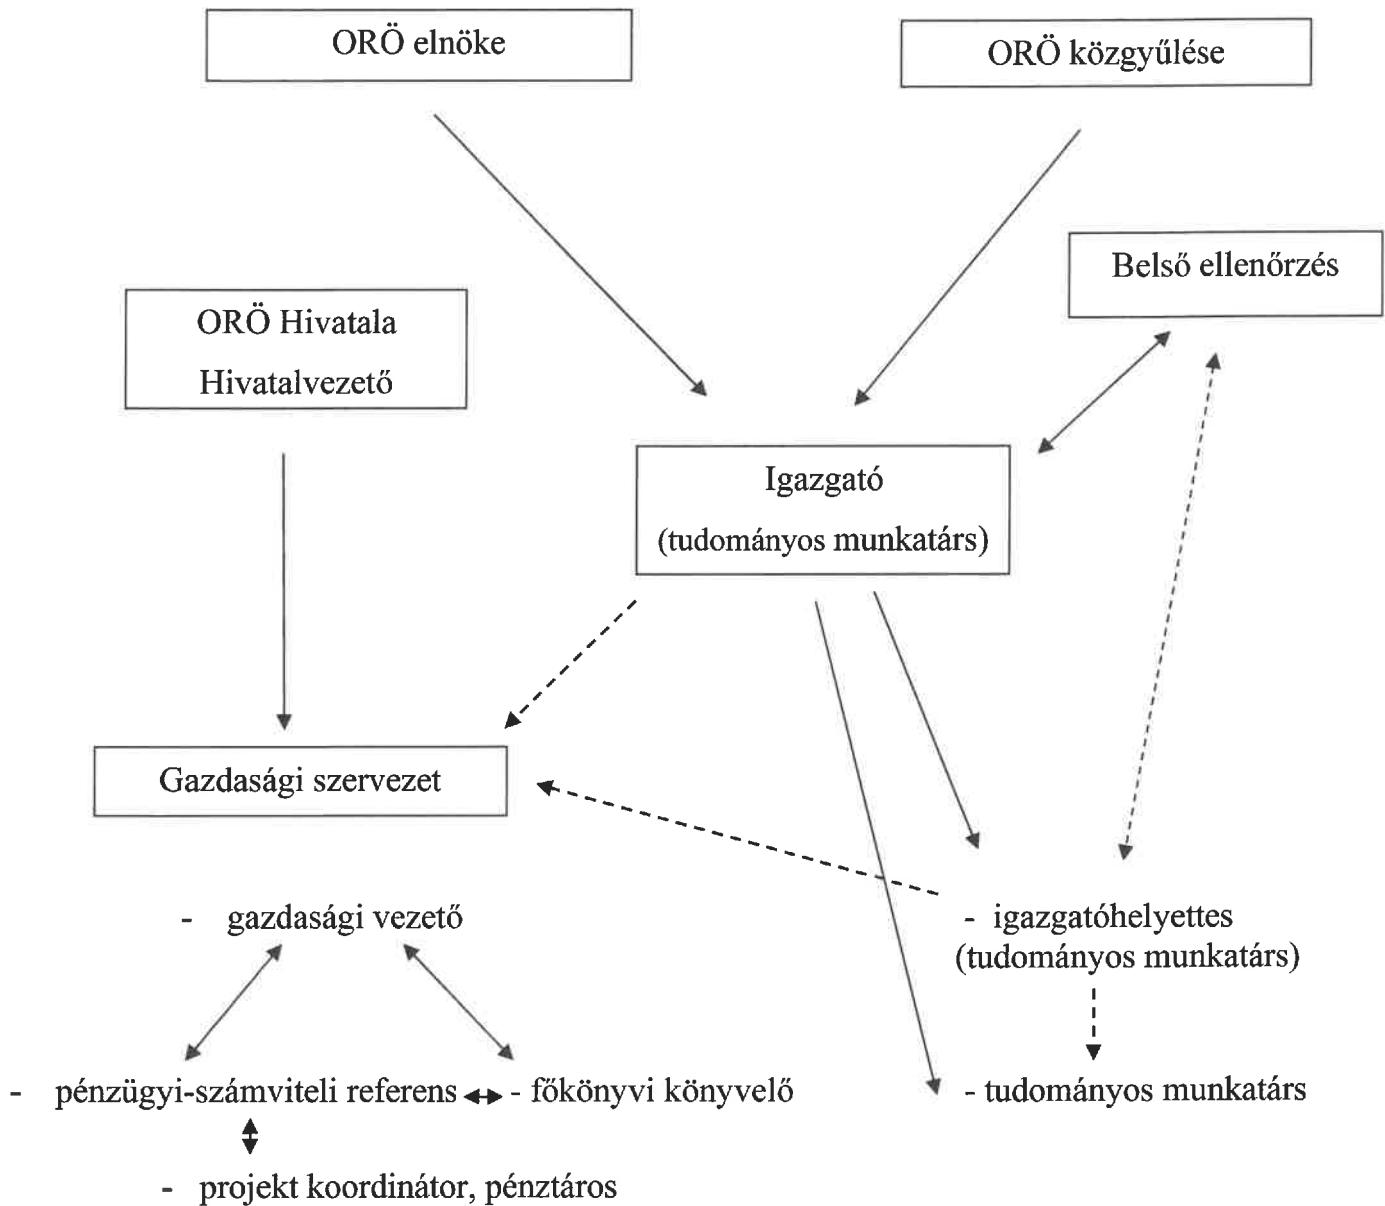 ORÖ elnöke
ORÖ közgyűlése
Belső ellenőrzés
ORÖ Hivatala
Hivatalvezető
Igazgató
(tudományos munkatárs)
Gazdasági szervezet
- gazdasági vezető
- igazgatóhelyettes
(tudományos munkatárs)
- pénzügyi-számviteli referens
- főkönyvi könyvelő
- tudományos munkatárs
- projekt koordinátor, pénztáros